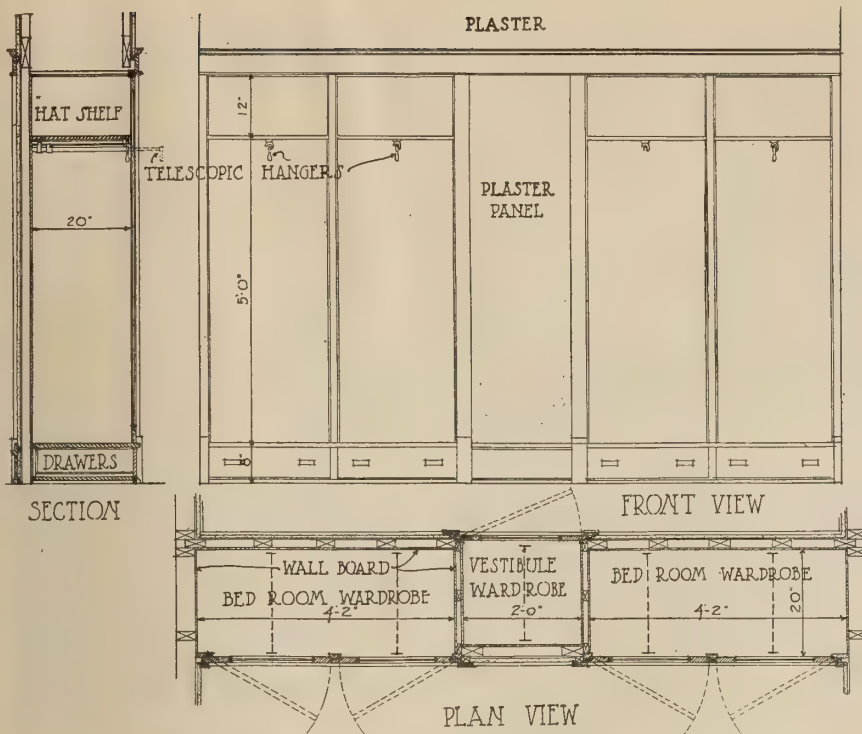 PLASTER
HAT SHELF
12"
TELESCOPIC HANGERS
20"
PLASTER
PANEL
5'-0"
DRAWERS
8"
SECTION
FRONT VIEW
WALL BOARD
BED ROOM WARDROBE
4'-2"
VESTIBULE
WARDROBE
2'-0"
BED ROOM WARDROBE
4'-2"
20"
PLAN VIEW